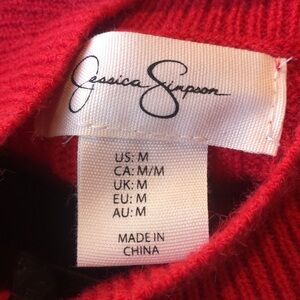 Jessica Simpson
US: M
CA: M/M
UK: M
EU: M
AU: M
MADE IN
CHINA